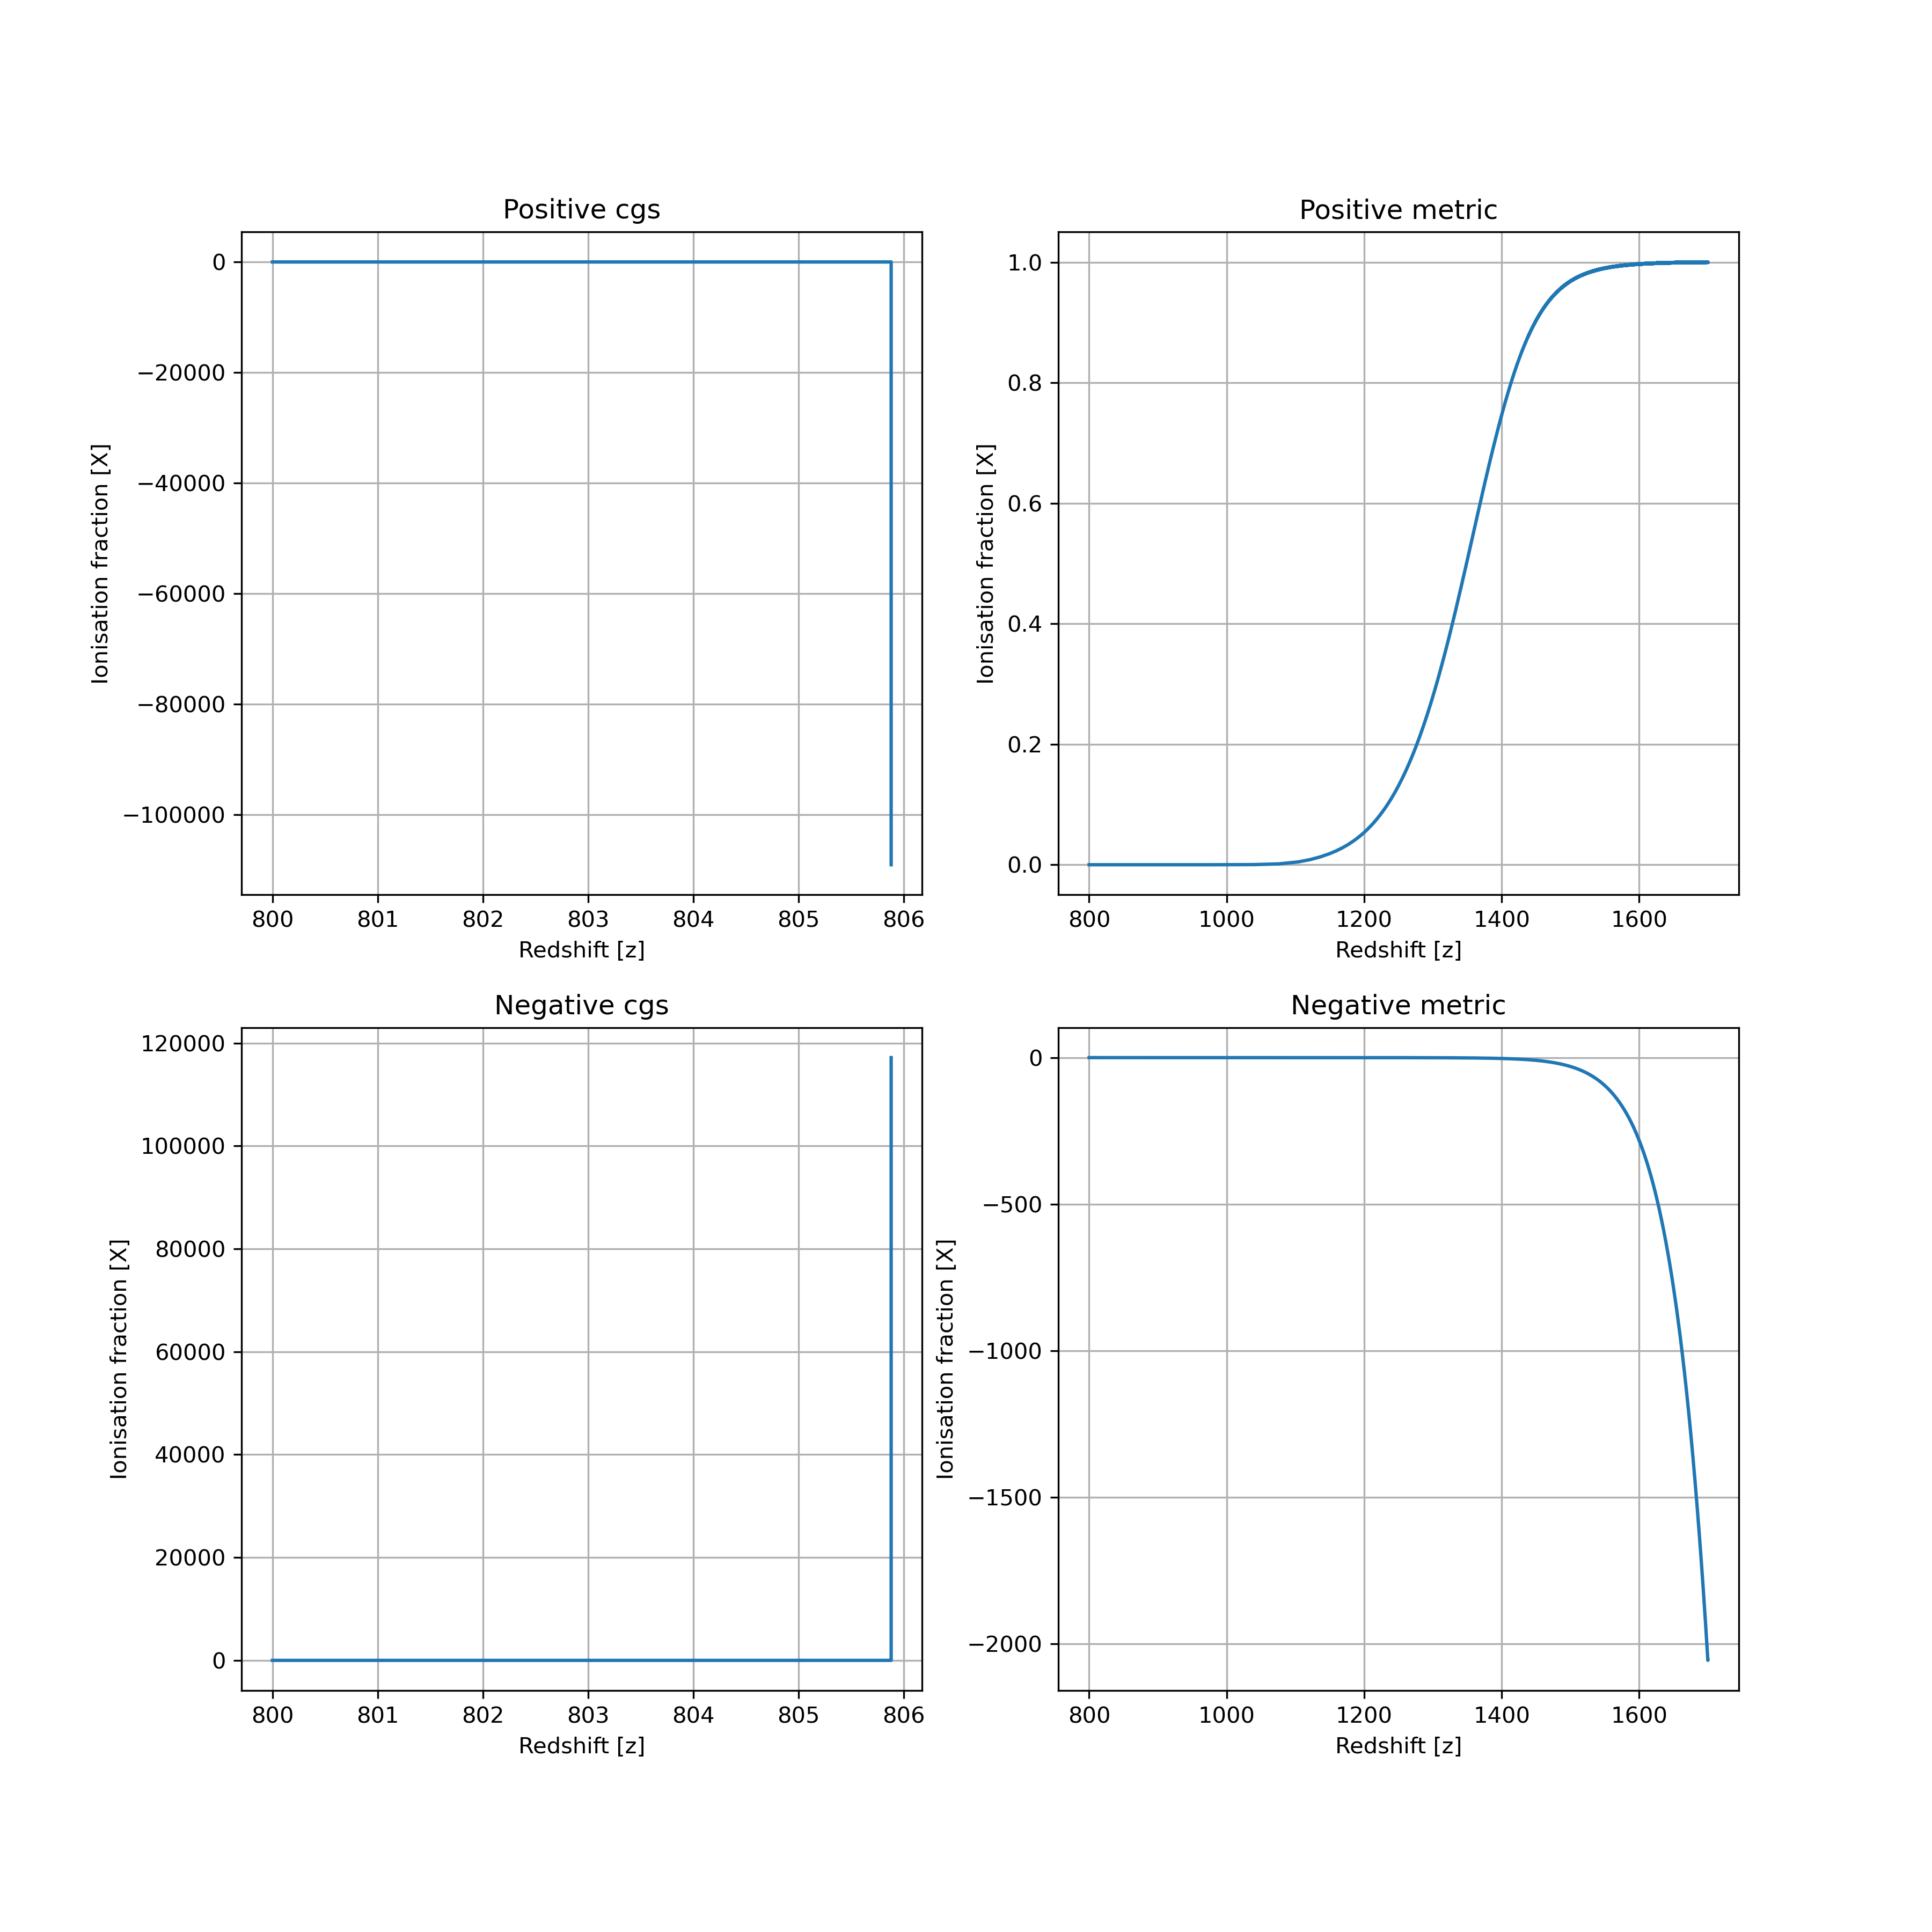 Positive cgs
0
−20000
−40000
−60000
−80000
−100000
Ionisation fraction [X]
800 801 802 803 804 805 806
Redshift [z]
Positive metric
1.0
0.8
0.6
0.4
0.2
0.0
Ionisation fraction [X]
800 1000 1200 1400 1600
Redshift [z]
Negative cgs
120000
100000
80000
60000
40000
20000
0
Ionisation fraction [X]
800 801 802 803 804 805 806
Redshift [z]
Negative metric
0
−500
−1000
−1500
−2000
Ionisation fraction [X]
800 1000 1200 1400 1600
Redshift [z]